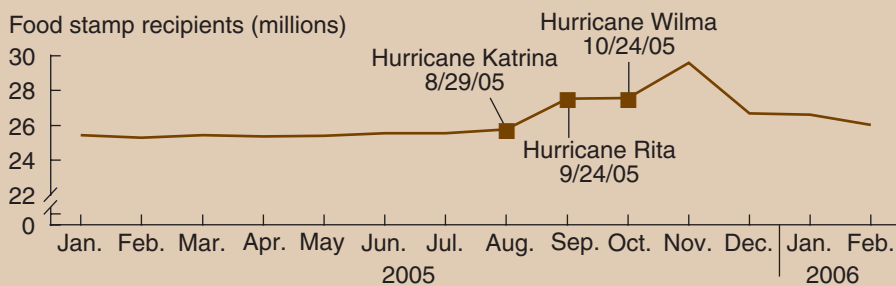 Food stamp recipients (millions)
Hurricane Wilma
10/24/05
Hurricane Katrina
8/29/05
Hurricane Rita
9/24/05
30
28
26
24
22
0
Jan. Feb. Mar. Apr. May Jun. Jul. Aug. Sep. Oct. Nov. Dec. Jan. Feb.
2005 2006